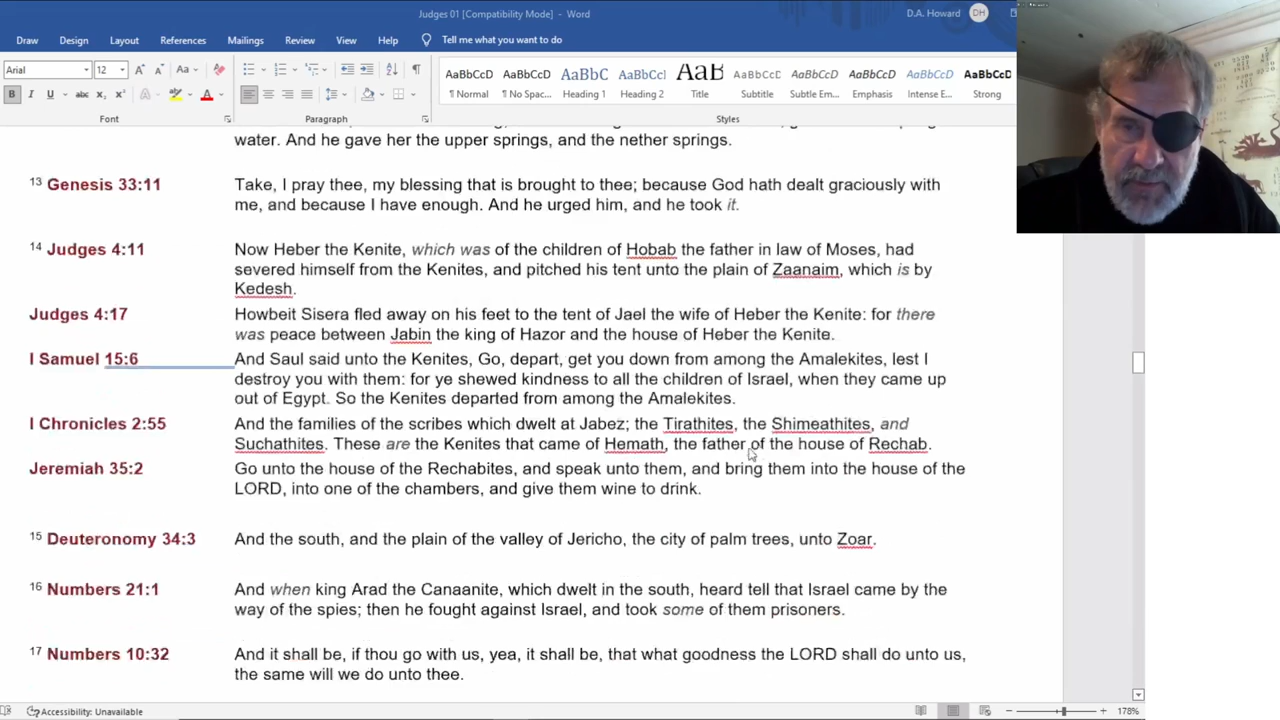 Judges 01 [Compatibility Mode] - Word
D.A. Howard DH
Draw Design Layout References Mailings Review View Help Tell me what you want to do
Arial 12 A A Aa
B I U abc x₂ x² A A
AaBbCcD AaBbCcD AaBbC AaBbCcI AaB AaBbCcD AaBbCcD AaBbCcD AaBbCcD AaBbCcD
¶ Normal ¶ No Spac... Heading 1 Heading 2 Title Subtitle Subtle Em... Emphasis Intense E... Strong
Font Paragraph Styles
water. And he gave her the upper springs, and the nether springs.
13 Genesis 33:11 Take, I pray thee, my blessing that is brought to thee; because God hath dealt graciously with
me, and because I have enough. And he urged him, and he took it.
14 Judges 4:11 Now Heber the Kenite, which was of the children of Hobab the father in law of Moses, had
severed himself from the Kenites, and pitched his tent unto the plain of Zaanaim, which is by
Kedesh.
Judges 4:17 Howbeit Sisera fled away on his feet to the tent of Jael the wife of Heber the Kenite: for there
was peace between Jabin the king of Hazor and the house of Heber the Kenite.
I Samuel 15:6 And Saul said unto the Kenites, Go, depart, get you down from among the Amalekites, lest I
destroy you with them: for ye shewed kindness to all the children of Israel, when they came up
out of Egypt. So the Kenites departed from among the Amalekites.
I Chronicles 2:55 And the families of the scribes which dwelt at Jabez; the Tirathites, the Shimeathites, and
Suchathites. These are the Kenites that came of Hemath, the father of the house of Rechab.
Jeremiah 35:2 Go unto the house of the Rechabites, and speak unto them, and bring them into the house of the
LORD, into one of the chambers, and give them wine to drink.
15 Deuteronomy 34:3 And the south, and the plain of the valley of Jericho, the city of palm trees, unto Zoar.
16 Numbers 21:1 And when king Arad the Canaanite, which dwelt in the south, heard tell that Israel came by the
way of the spies; then he fought against Israel, and took some of them prisoners.
17 Numbers 10:32 And it shall be, if thou go with us, yea, it shall be, that what goodness the LORD shall do unto us,
the same will we do unto thee.
Accessibility: Unavailable
178%